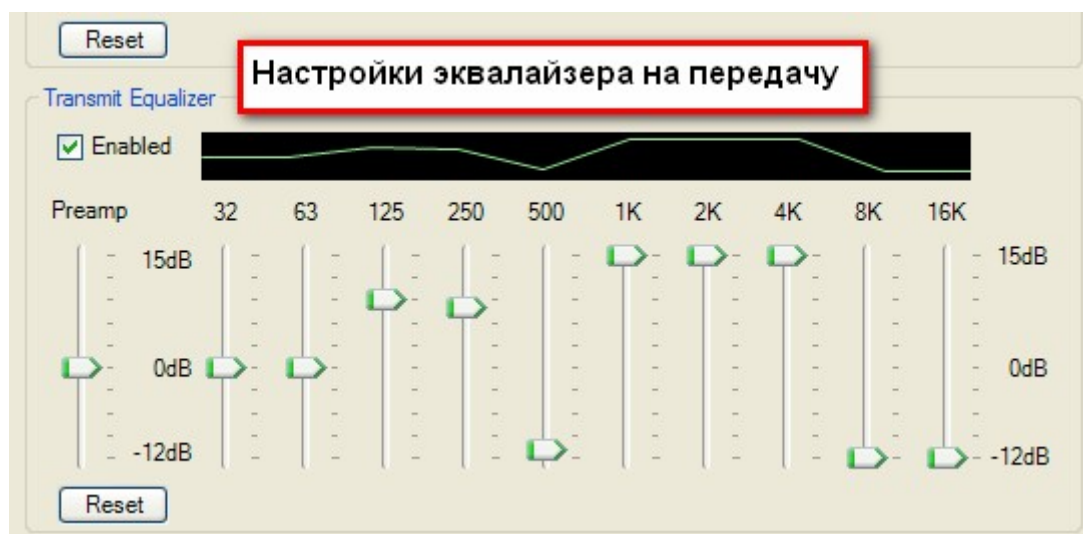 Reset
Настройки эквалайзера на передачу
Transmit Equalizer
Enabled
Preamp 32 63 125 250 500 1K 2K 4K 8K 16K
15dB 15dB
0dB 0dB
-12dB -12dB
Reset